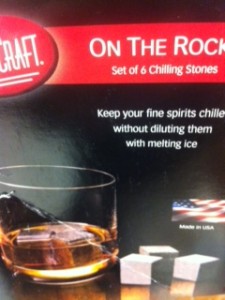 CRAFT.
ON THE ROCK
Set of 6 Chilling Stones
Keep your fine spirits chille
without diluting them
with melting ice
Made in USA